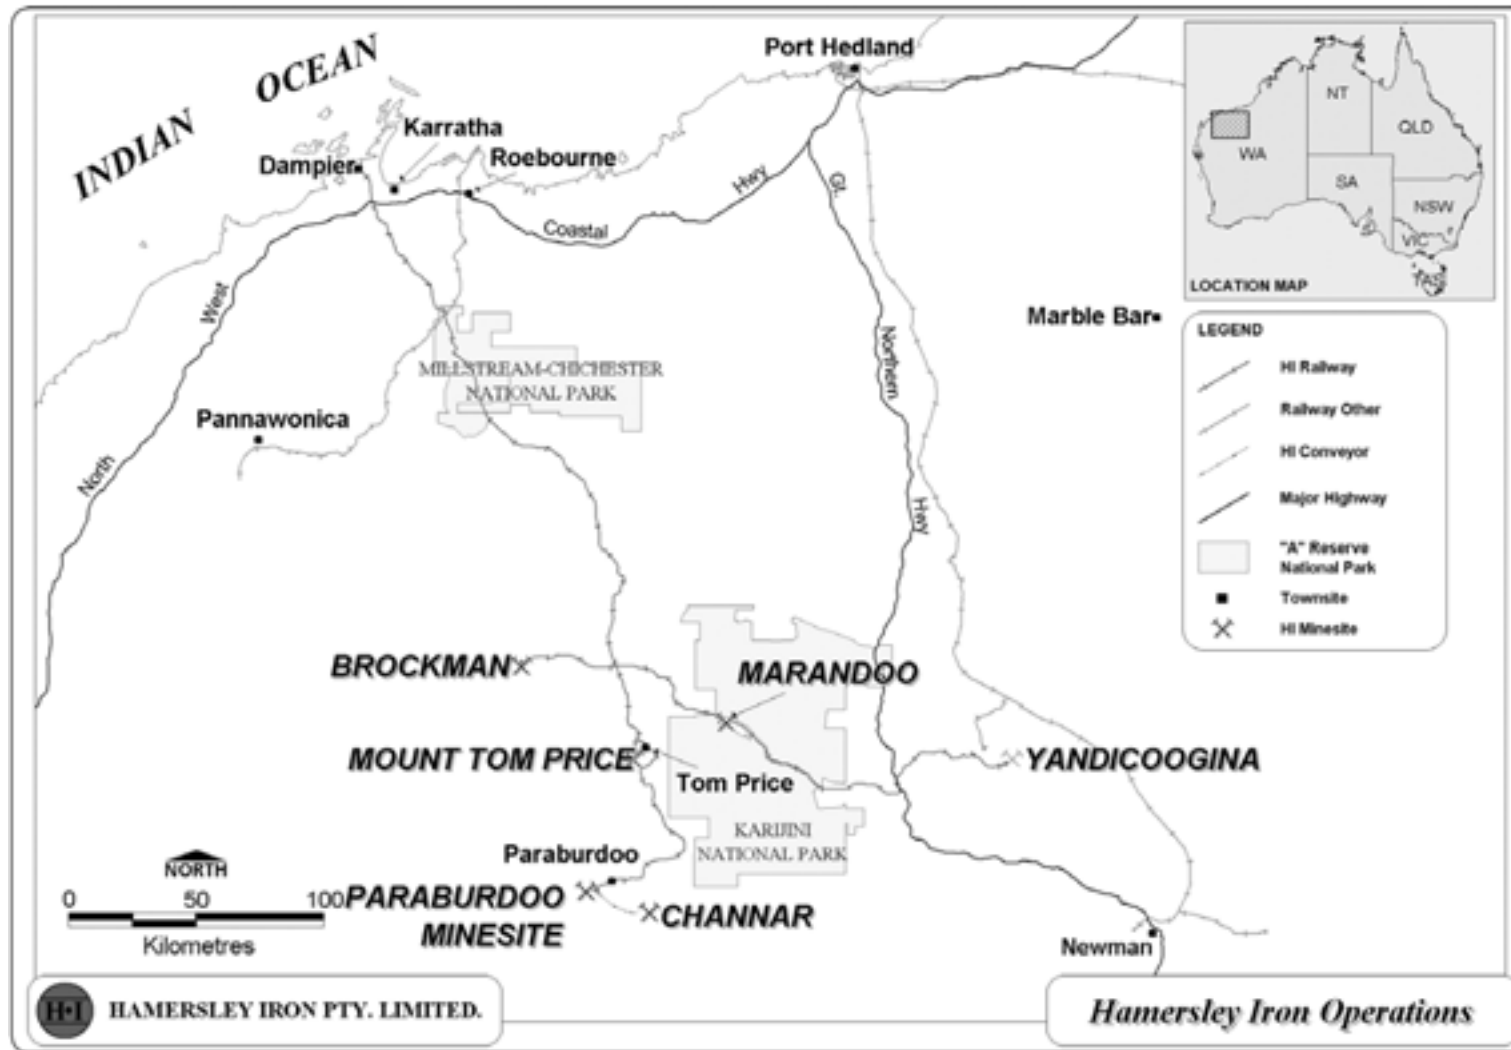 INDIAN OCEAN
Port Hedland
Karratha
Dampier
Roebourne
Hwy
Coastal
Gt.
West
North
Northern
Hwy
MILLSTREAM-CHICHESTER
NATIONAL PARK
Pannawonica
Marble Bar
BROCKMAN
MARANDOO
MOUNT TOM PRICE
Tom Price
YANDICOOGINA
KARIJINI
NATIONAL PARK
Paraburdoo
PARABURDOO
MINESITE
CHANNAR
Newman
NORTH
0 50 100
Kilometres
NT
QLD
WA
SA
NSW
VIC
TAS
LOCATION MAP
LEGEND
HI Railway
Railway Other
HI Conveyor
Major Highway
"A" Reserve
National Park
Townsite
HI Minesite
H•I
HAMERSLEY IRON PTY. LIMITED.
Hamersley Iron Operations